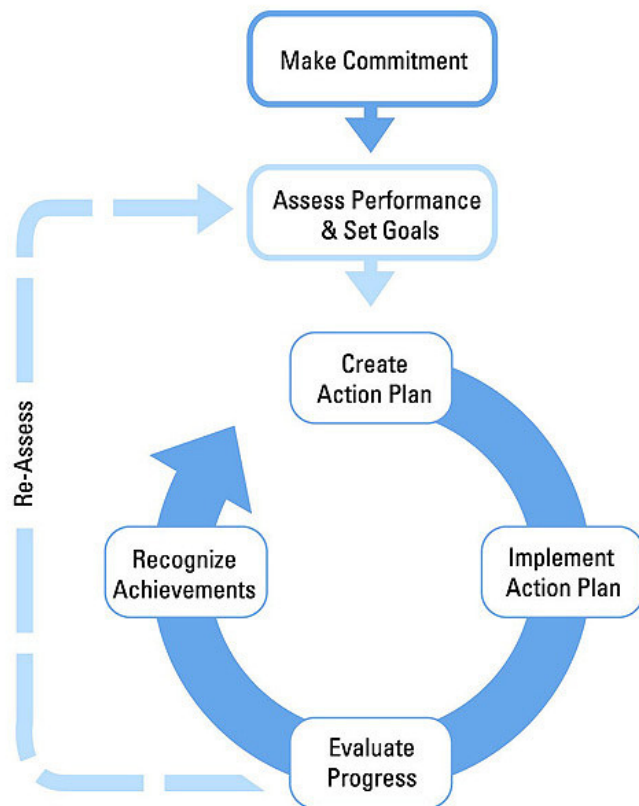 Make Commitment
Assess Performance
& Set Goals
Create
Action Plan
Re-Assess
Recognize
Achievements
Implement
Action Plan
Evaluate
Progress